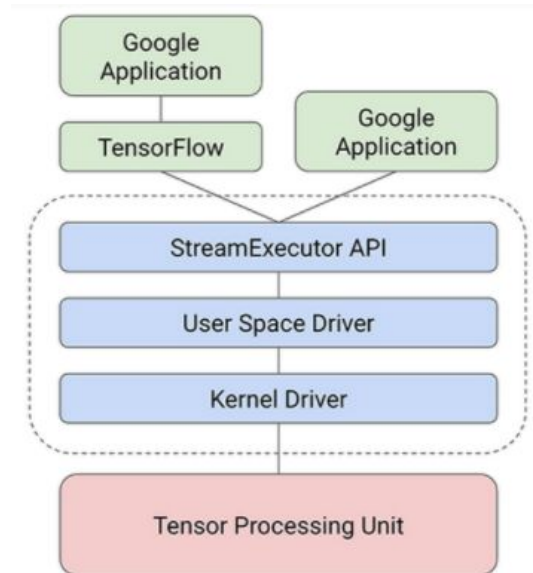 Google
Application
TensorFlow
Google
Application
StreamExecutor API
User Space Driver
Kernel Driver
Tensor Processing Unit